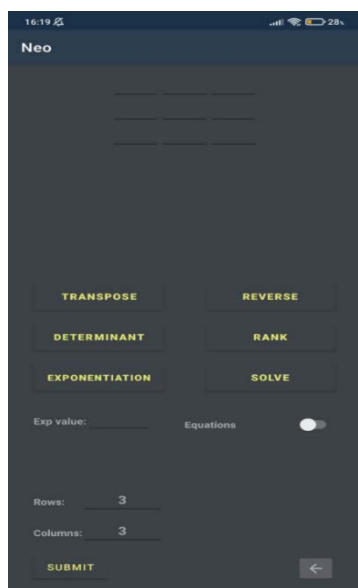 16:19 28%
Neo
TRANSPOSE REVERSE
DETERMINANT RANK
EXPONENTIATION SOLVE
Exp value: Equations
Rows: 3
Columns: 3
SUBMIT